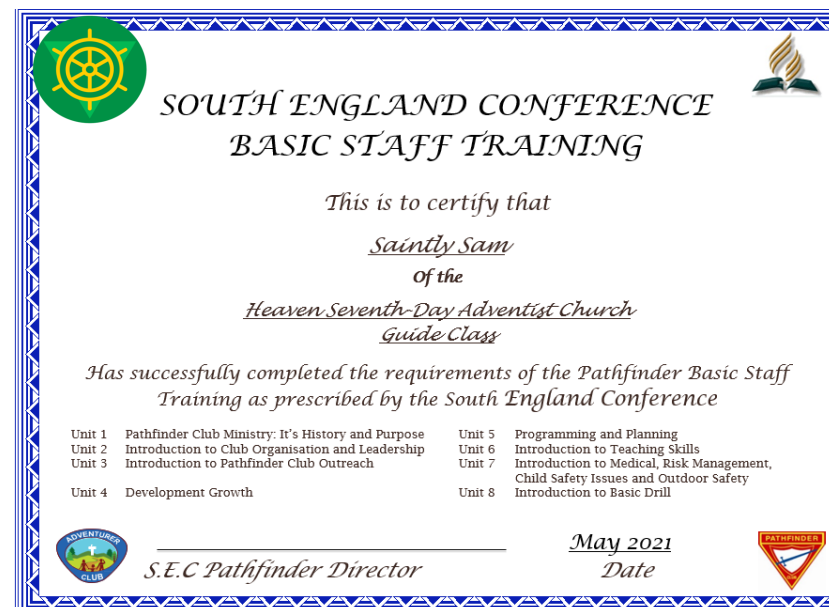 SOUTH ENGLAND CONFERENCE
BASIC STAFF TRAINING
This is to certify that
Saintly Sam
Of the
Heaven Seventh-Day Adventist Church
Guide Class
Has successfully completed the requirements of the Pathfinder Basic Staff
Training as prescribed by the South England Conference
Unit 1 Pathfinder Club Ministry: It's History and Purpose
Unit 2 Introduction to Club Organisation and Leadership
Unit 3 Introduction to Pathfinder Club Outreach
Unit 4 Development Growth
Unit 5 Programming and Planning
Unit 6 Introduction to Teaching Skills
Unit 7 Introduction to Medical, Risk Management,
Child Safety Issues and Outdoor Safety
Unit 8 Introduction to Basic Drill
ADVENTURER
CLUB
May 2021
S.E.C Pathfinder Director
Date
PATHFINDER